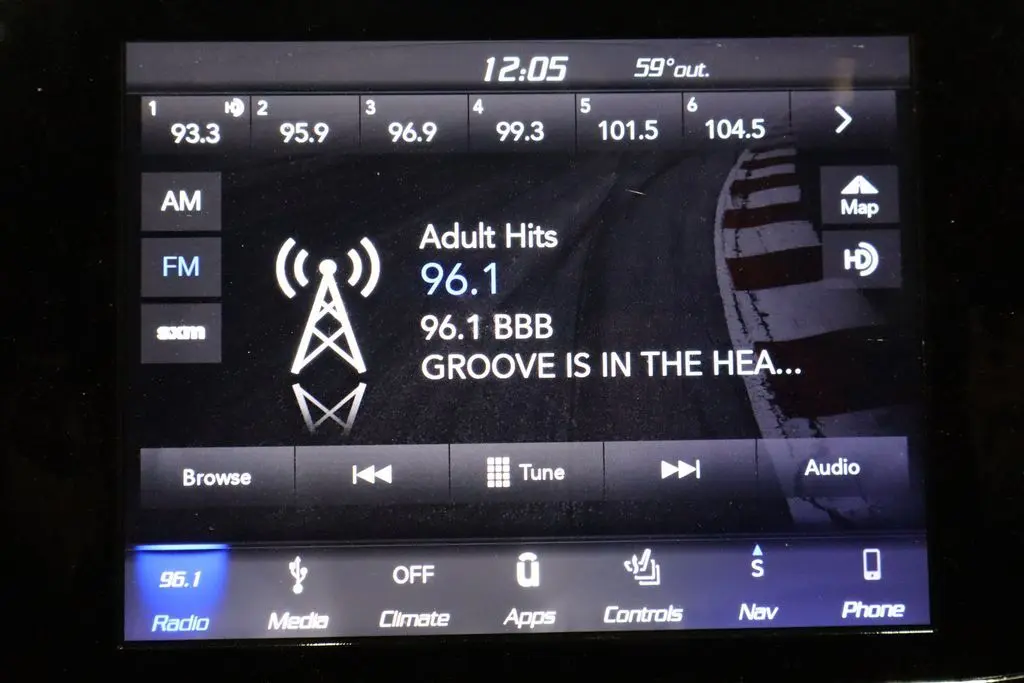 12:05 59°out.
1 93.3 HD 2 95.9 3 96.9 4 99.3 5 101.5 6 104.5
AM
Map
Adult Hits
FM
96.1
HD
sxm
96.1 BBB
GROOVE IS IN THE HEA...
Browse Tune Audio
96.1 OFF ū S
Radio Media Climate Apps Controls Nav Phone